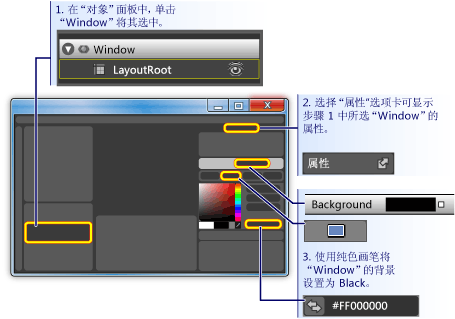 1. 在“对象”面板中，单击
“Window”将其选中。
Window
LayoutRoot
2. 选择“属性”选项卡可显示
步骤 1 中所选“Window”的
属性。
属性
Background
3. 使用纯色画笔将
“Window”的背景
设置为 Black。
#FF000000